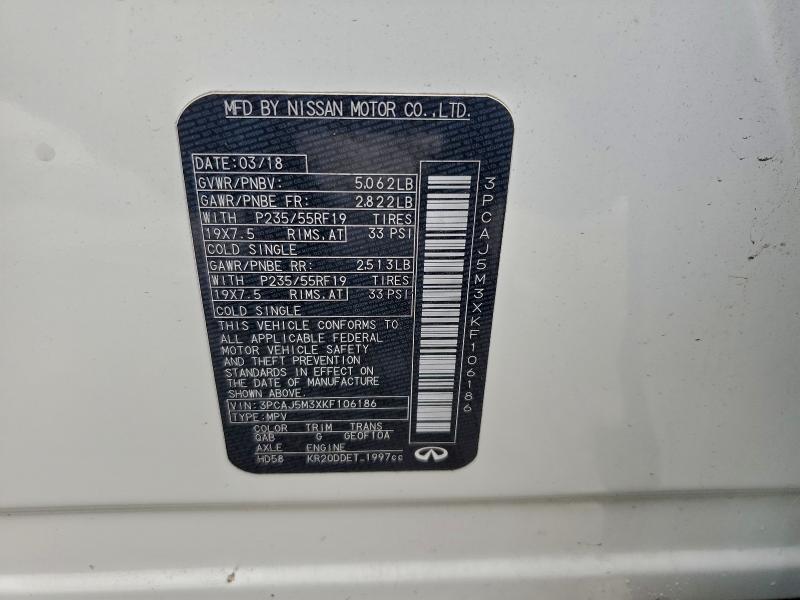 MFD BY NISSAN MOTOR CO.,LTD.
DATE:03/18
GVWR/PNBV: 5.062LB
GAWR/PNBE FR: 2.822LB
WITH P235/55RF19 TIRES
19X7.5 RIMS.AT 33 PSI
COLD SINGLE
GAWR/PNBE RR: 2.513LB
WITH P235/55RF19 TIRES
19X7.5 RIMS.AT 33 PSI
COLD SINGLE
THIS VEHICLE CONFORMS TO
ALL APPLICABLE FEDERAL
MOTOR VEHICLE SAFETY
AND THEFT PREVENTION
STANDARDS IN EFFECT ON
THE DATE OF MANUFACTURE
SHOWN ABOVE.
VIN:3PCAJ5M3XKF106186
TYPE:MPV
COLOR TRIM TRANS
QAB G GE0F10A
AXLE ENGINE
HD58 KR20DDET_1997cc
3PCAJ5M3XKF106186